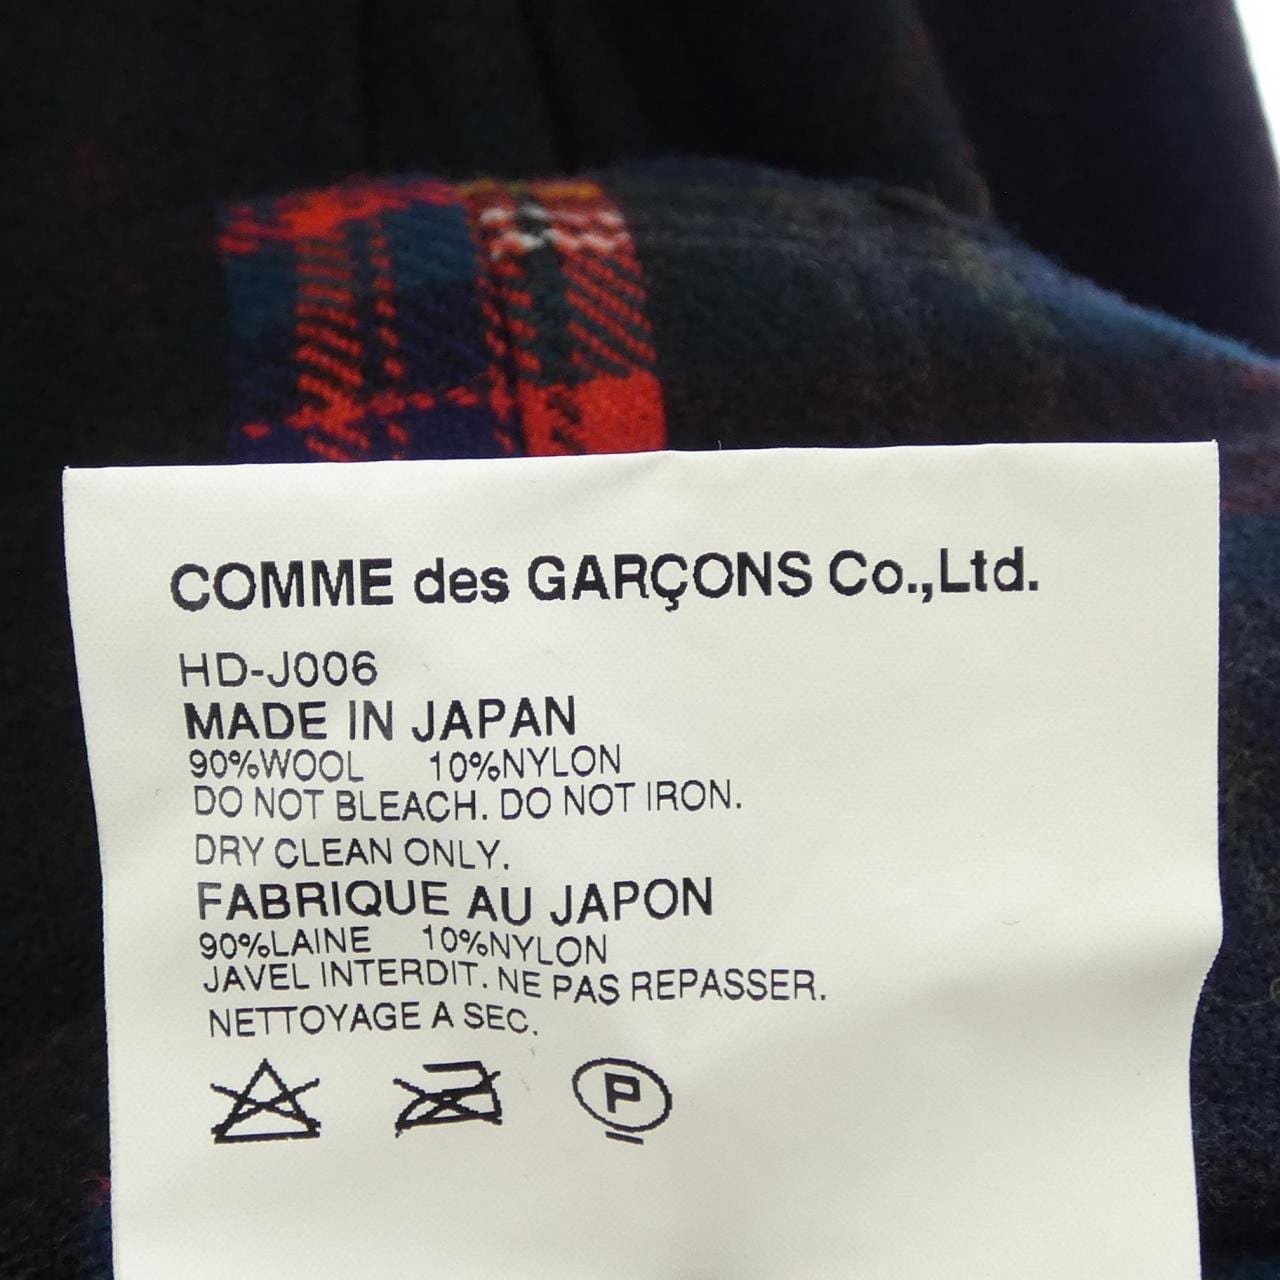 COMME des GARÇONS Co.,Ltd.
HD-J006
MADE IN JAPAN
90%WOOL 10%NYLON
DO NOT BLEACH. DO NOT IRON.
DRY CLEAN ONLY.
FABRIQUE AU JAPON
90%LAINE 10%NYLON
JAVEL INTERDIT. NE PAS REPASSER.
NETTOYAGE A SEC.
P